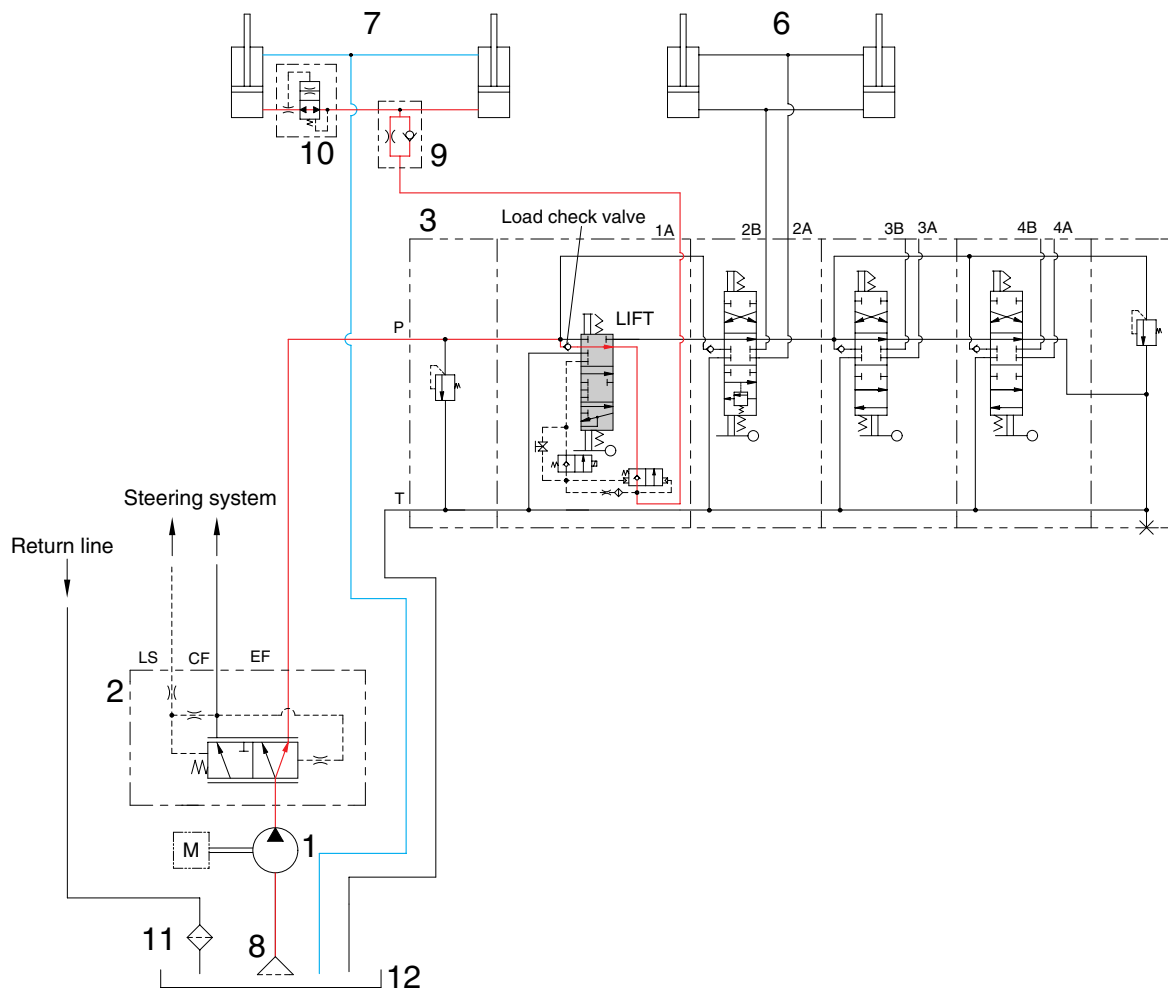 7
6
10
9
3
Load check valve
1A
2B
2A
3B
3A
4B
4A
LIFT
P
T
Steering system
Return line
LS
CF
EF
2
M
1
11
8
12